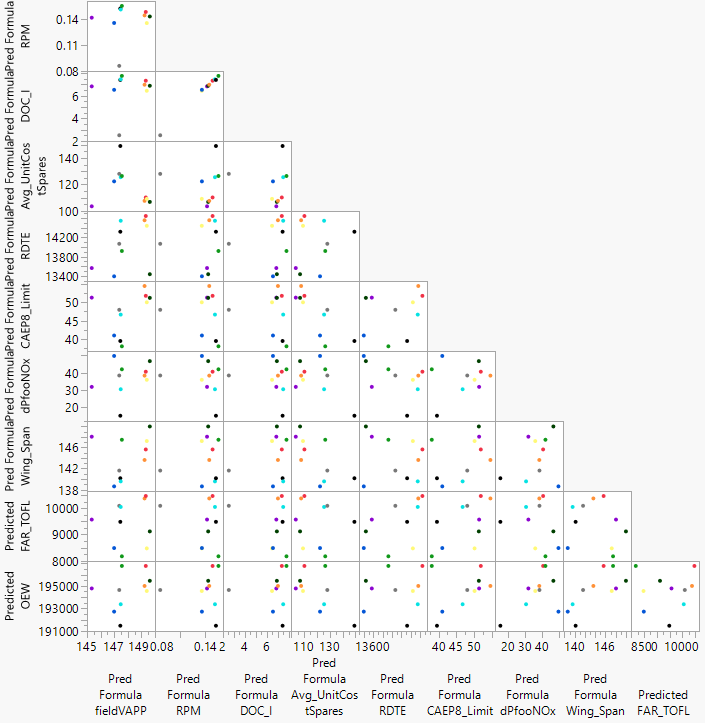 Pred Formula
RPM
0.14
0.11
0.08
Pred Formula
DOC_I
6
4
2
Pred Formula
Avg_UnitCos
tSpares
140
120
100
Pred Formula
RDTE
14200
13800
13400
Pred Formula
CAEP8_Limit
50
45
40
Pred Formula
dPfooNOx
40
30
20
Pred Formula
Wing_Span
146
142
138
Predicted
FAR_TOFL
10000
9000
8000
Predicted
OEW
195000
193000
191000
145 147 149 0.08 0.14 2 4 6 110 130 13600 40 45 50 20 30 40 140 146 8500 10000
Pred
Formula
fieldVAPP
Pred
Formula
RPM
Pred
Formula
DOC_I
Pred
Formula
Avg_UnitCos
tSpares
Pred
Formula
RDTE
Pred
Formula
CAEP8_Limit
Pred
Formula
dPfooNOx
Pred
Formula
Wing_Span
Predicted
FAR_TOFL